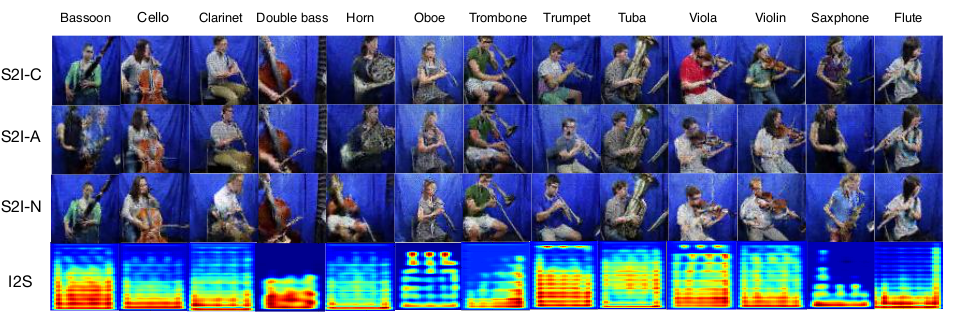 Bassoon Cello Clarinet Double bass Horn Oboe Trombone Trumpet Tuba Viola Violin Saxphone Flute
S2I-C
S2I-A
S2I-N
I2S